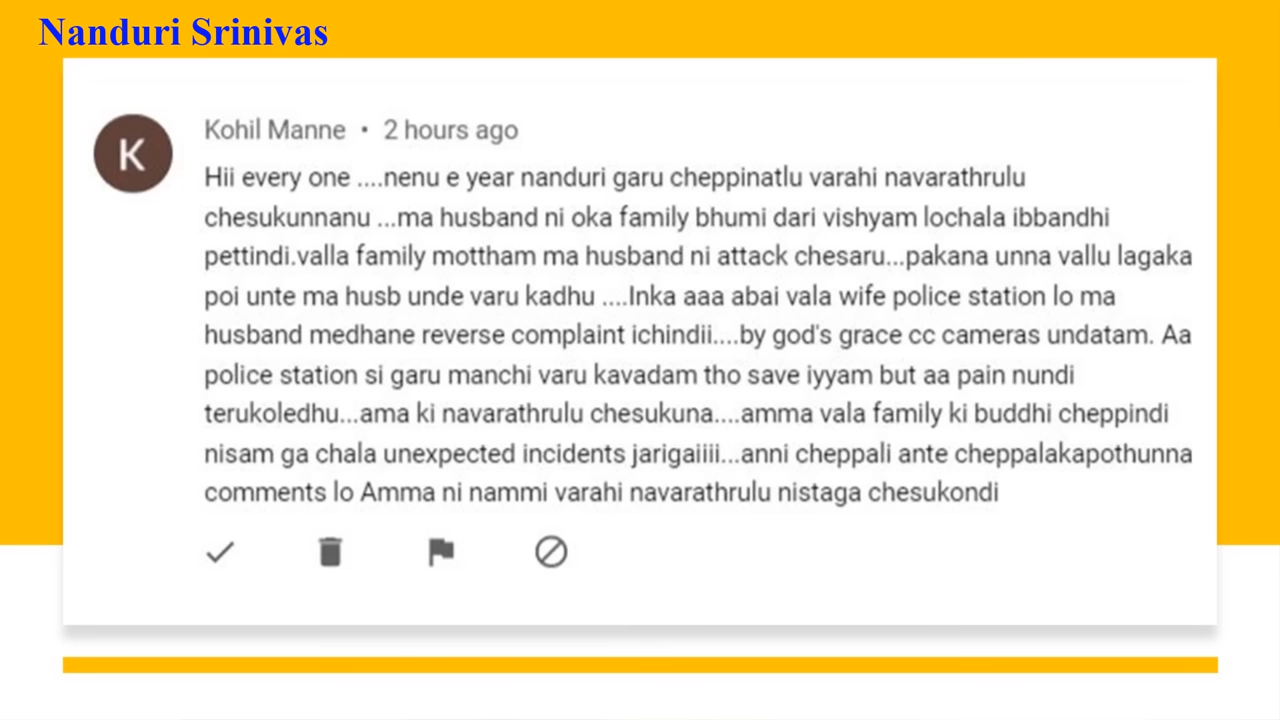 Nanduri Srinivas
K
Kohil Manne • 2 hours ago
Hii every one ....nenu e year nanduri garu cheppinatlu varahi navarathrulu
chesukunnanu ...ma husband ni oka family bhumi dari vishyam lochala ibbandhi
pettindi.valla family mottham ma husband ni attack chesaru...pakana unna vallu lagaka
poi unte ma husb unde varu kadhu ....Inka aaa abai vala wife police station lo ma
husband medhane reverse complaint ichindii....by god's grace cc cameras undatam. Aa
police station si garu manchi varu kavadam tho save iyyam but aa pain nundi
terukoledhu...ama ki navarathrulu chesukuna....amma vala family ki buddhi cheppindi
nisam ga chala unexpected incidents jarigaiiii...anni cheppali ante cheppalakapothunna
comments lo Amma ni nammi varahi navarathrulu nistaga chesukondi